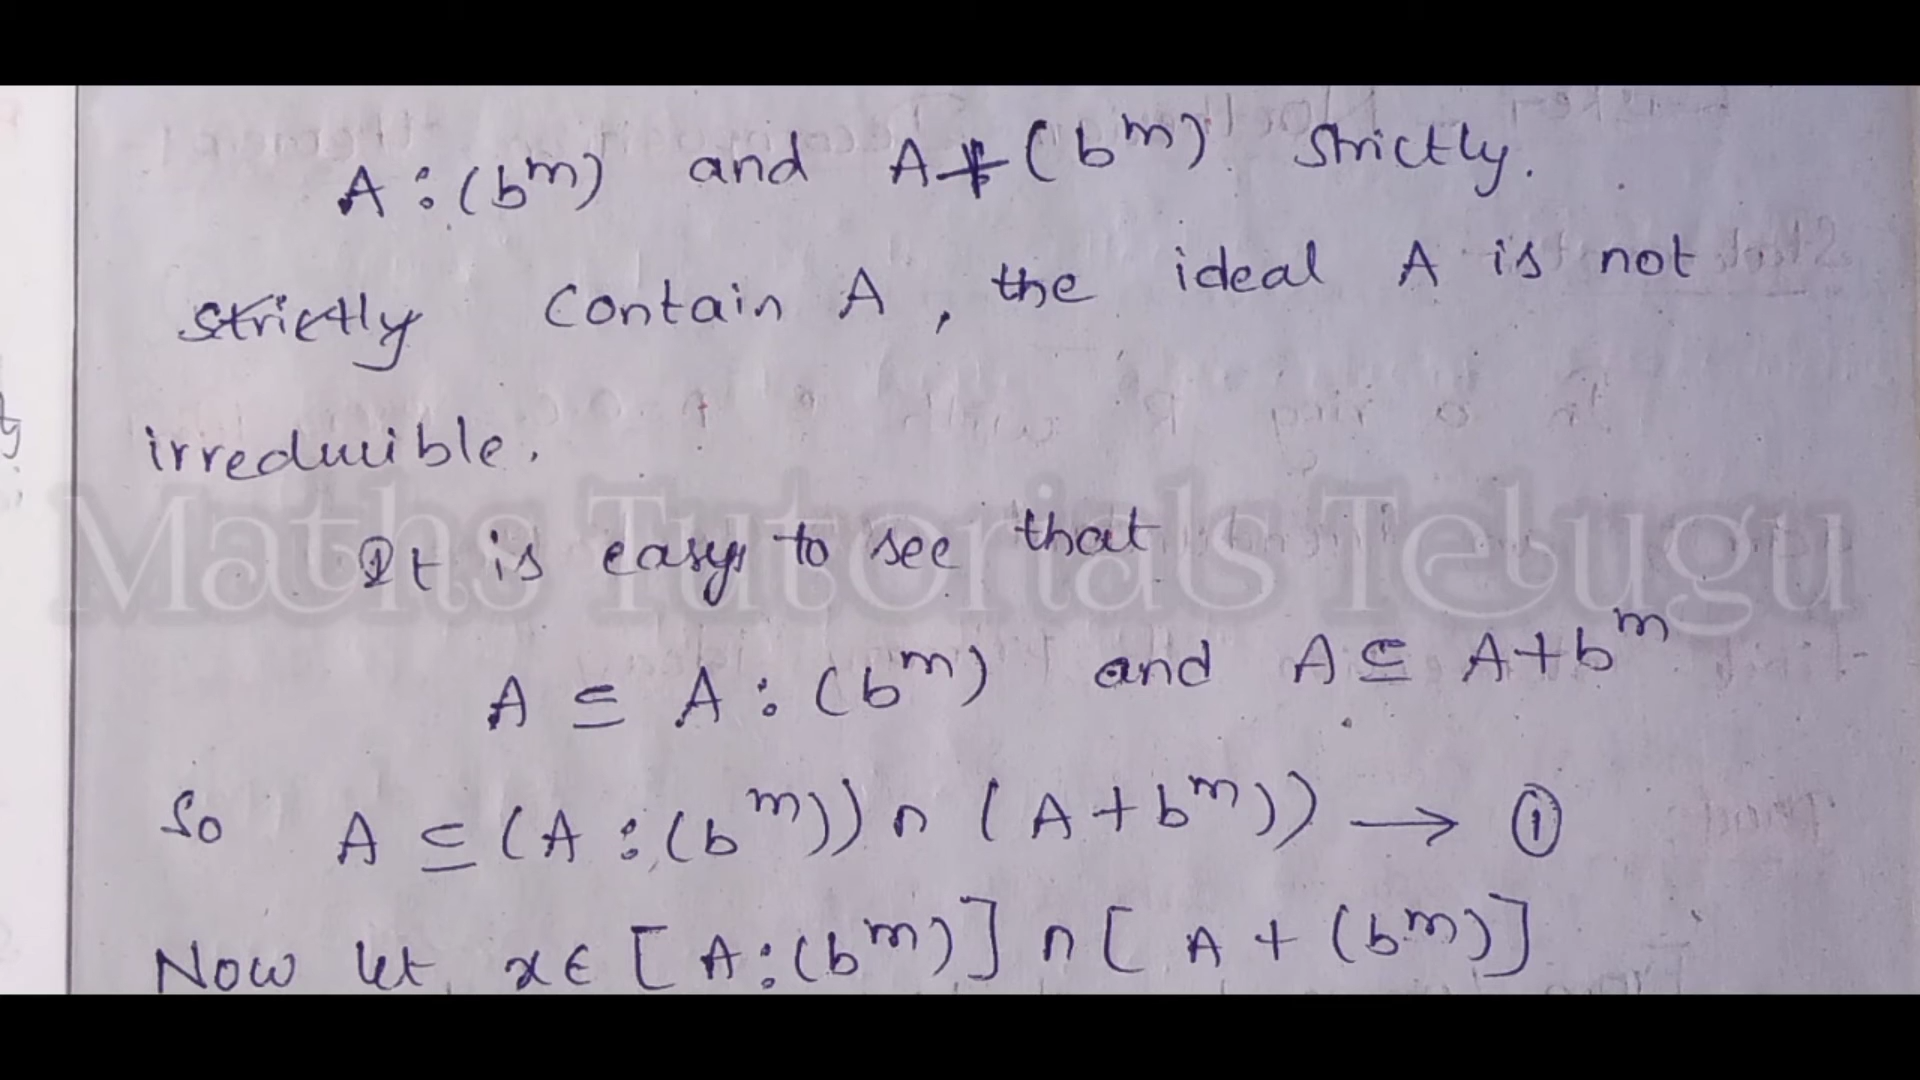 A : (b^m) and A + (b^m) strictly.
strictly contain A, the ideal A is not
irreducible.
It is easy to see that
A ⊆ A : (b^m) and A ⊆ A+b^m
So A ⊆ (A : (b^m)) ∩ (A+b^m)) → ①
Now let x∈ [A:(b^m)] ∩ [A + (b^m)]
Maths Tutorials Telugu